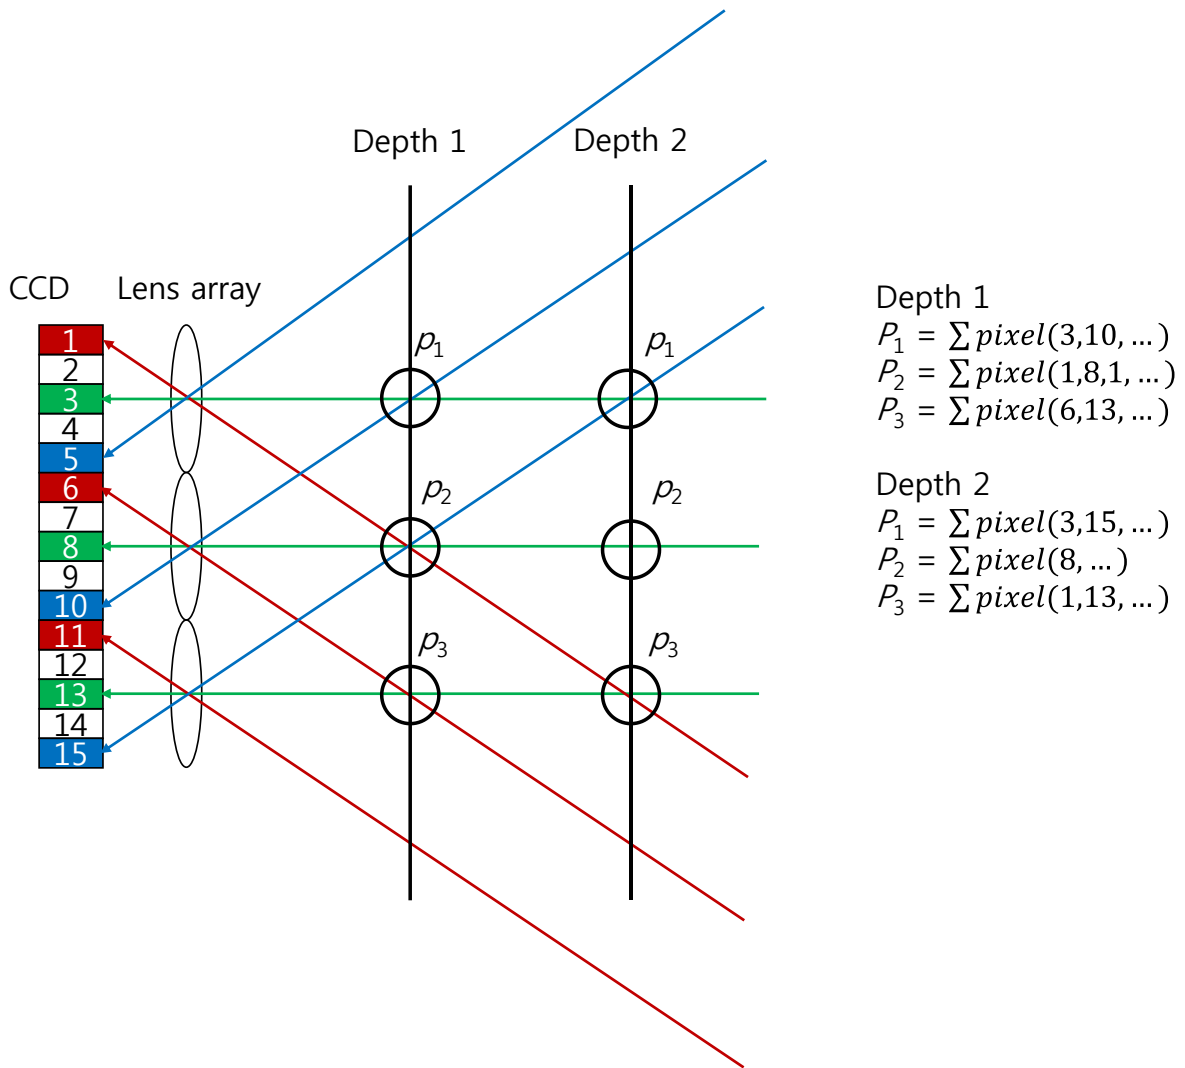 Depth 1
Depth 2
CCD
Lens array
1
2
3
4
5
6
7
8
9
10
11
12
13
14
15
p1
p1
p2
p2
p3
p3
Depth 1
P1 = ∑ pixel(3,10, …)
P2 = ∑ pixel(1,8,1, …)
P3 = ∑ pixel(6,13, …)
Depth 2
P1 = ∑ pixel(3,15, …)
P2 = ∑ pixel(8, …)
P3 = ∑ pixel(1,13, …)